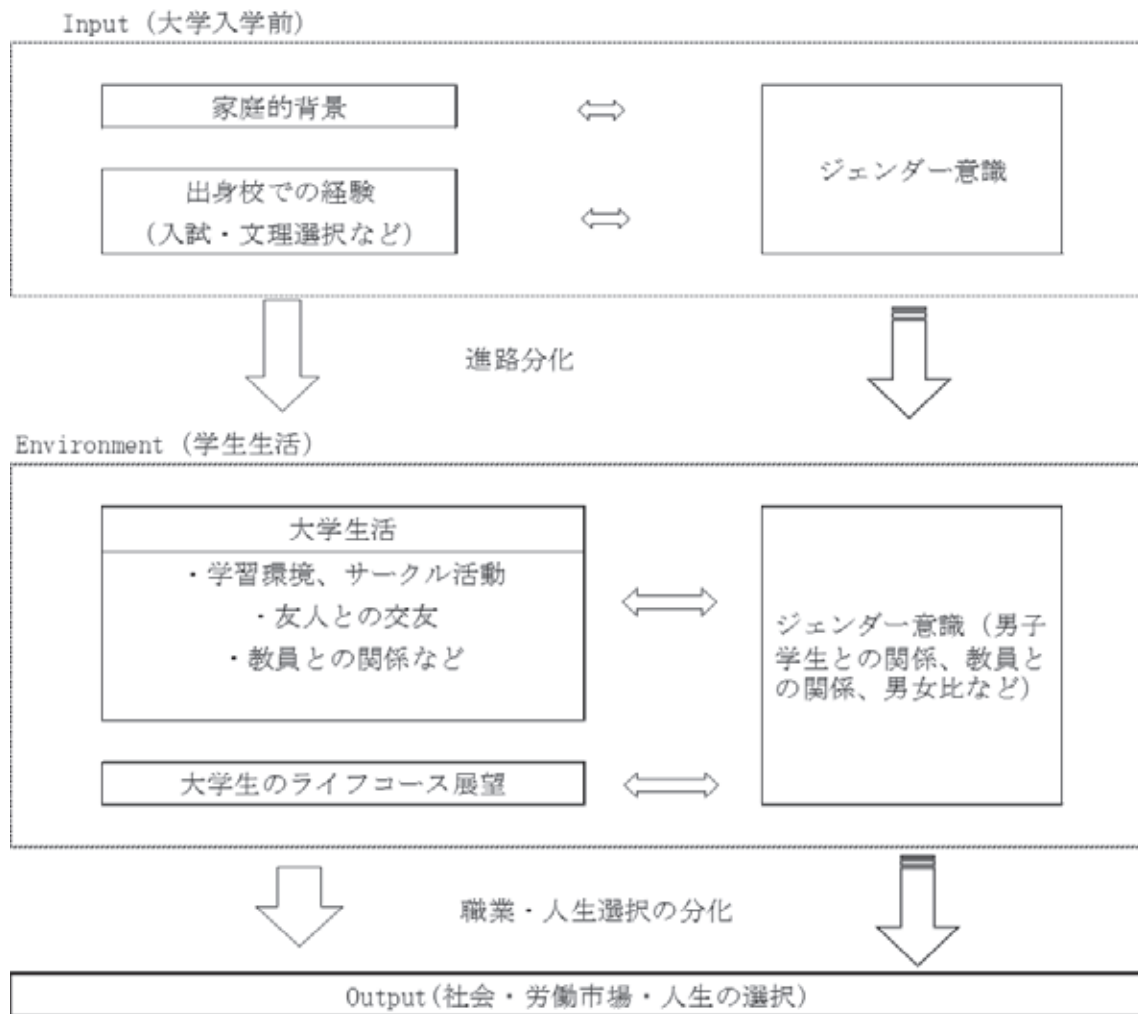 Input (大学入学前)
家庭的背景
出身校での経験
(入試・文理選択など)
ジェンダー意識
進路分化
Environment (学生生活)
大学生活
・学習環境、サークル活動
・友人との交友
・教員との関係など
ジェンダー意識（男子
学生との関係、教員と
の関係、男女比など）
大学生のライフコース展望
職業・人生選択の分化
Output(社会・労働市場・人生の選択)